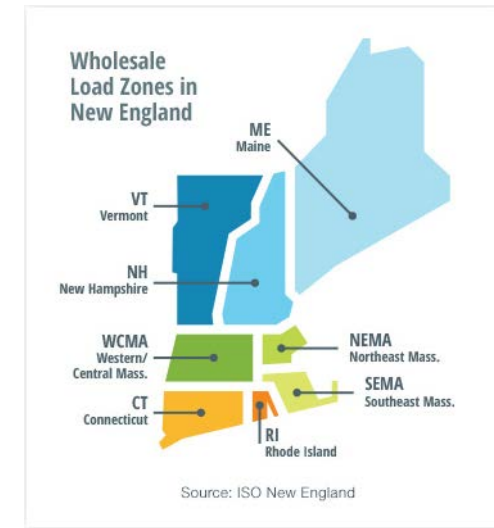 Wholesale
Load Zones in
New England
ME
Maine
VT
Vermont
NH
New Hampshire
WCMA
Western/
Central Mass.
NEMA
Northeast Mass.
SEMA
Southeast Mass.
CT
Connecticut
RI
Rhode Island
Source: ISO New England